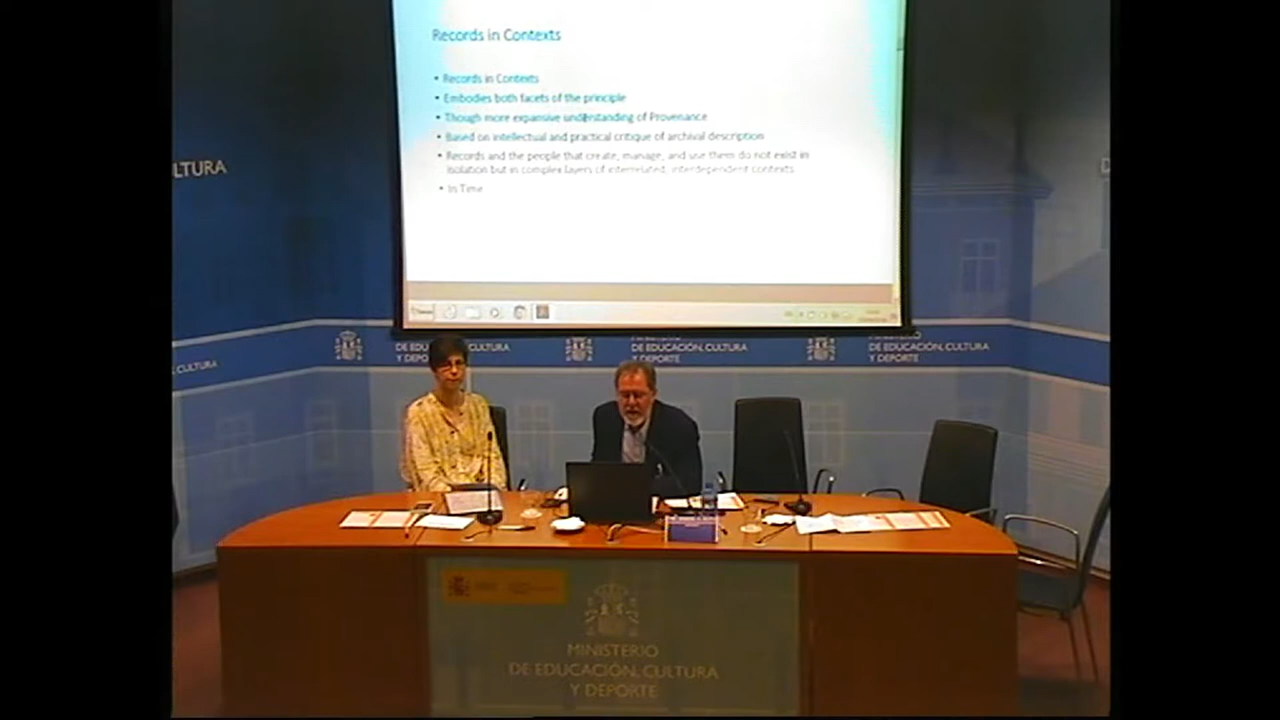 Records in Contexts
• Records in Contexts
• Embodies both facets of the principle
• Though more expansive understanding of Provenance
• Based on intellectual and practical critique of archival description
• Records and the people that create, manage, and use them do not exist in
isolation but in complex layers of interrelated, interdependent contexts
• In Time
LTURA
CULTURA
DE EDUCACIÓN, CULTURA
Y DEPORTE
MINISTERIO
DE EDUCACIÓN, CULTURA
Y DEPORTE
MINISTERIO
DE EDUCACIÓN, CULTURA
Y DEPORTE
MINISTERIO
DE EDUCACIÓN, CULTURA
Y DEPORTE